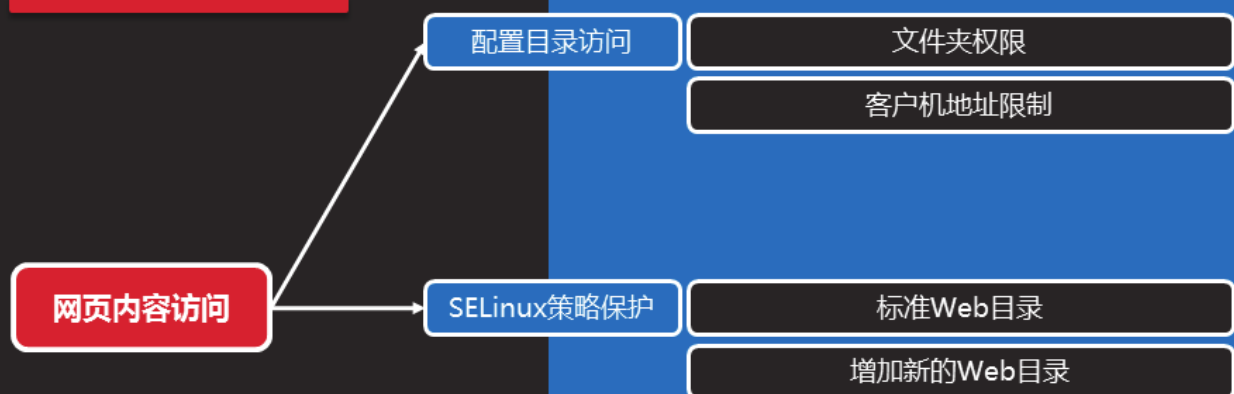 配置目录访问
文件夹权限
客户机地址限制
网页内容访问
SELinux策略保护
标准Web目录
增加新的Web目录